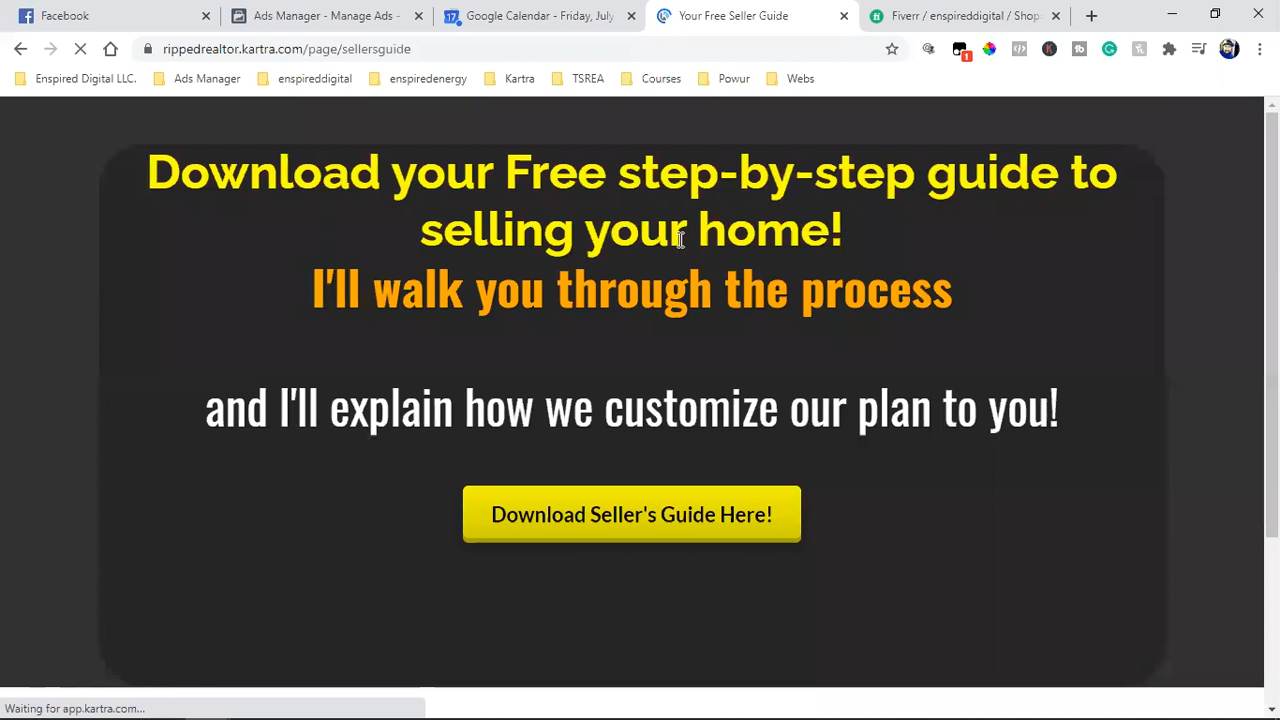 Facebook
Ads Manager - Manage Ads -
Google Calendar - Friday, July
Your Free Seller Guide
Fiverr / enspireddigital / Shop
rippedrealtor.kartra.com/page/sellersguide
1
Enspired Digital LLC.
Ads Manager
enspireddigital
enspiredenergy
Kartra
TSREA
Courses
Powur
Webs
Download your Free step-by-step guide to
selling your home!
I'll walk you through the process
and I'll explain how we customize our plan to you!
Download Seller's Guide Here!
Waiting for app.kartra.com...